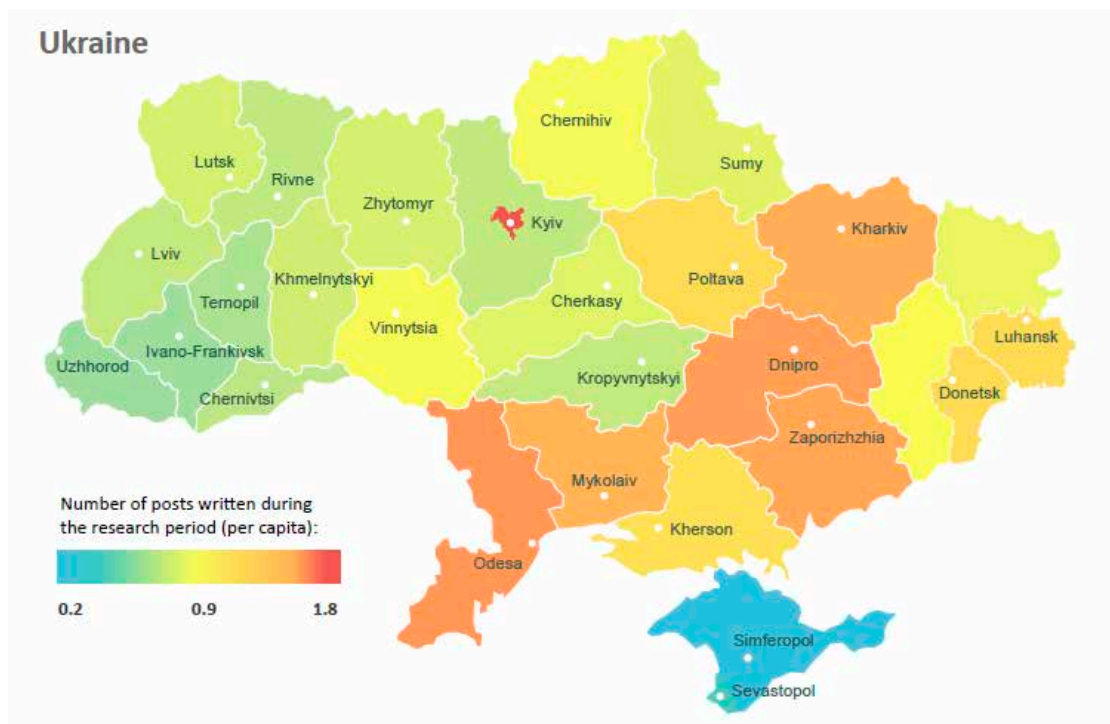 Ukraine
Chernihiv
Sumy
Lutsk
Rivne
Zhytomyr
Kyiv
Kharkiv
Lviv
Khmelnytskyi
Poltava
Ternopil
Cherkasy
Vinnytsia
Luhansk
Ivano-Frankivsk
Uzhhorod
Dnipro
Kropyvnytskyi
Chernivtsi
Donetsk
Zaporizhzhia
Mykolaiv
Kherson
Odesa
Number of posts written during
the research period (per capita):
0.2 0.9 1.8
Simferopol
Sevastopol